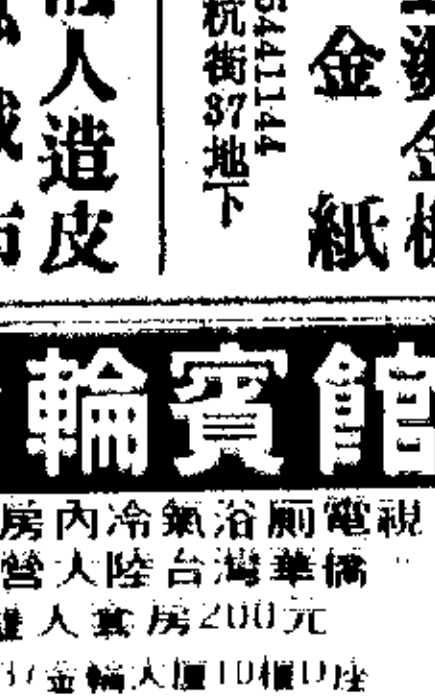 金
紙
5441144
杭街37地下
人造皮
輪賓館
房內冷氣浴厠電視
營大陸台灣華僑
人套房200元
37金輪大厦10樓D座